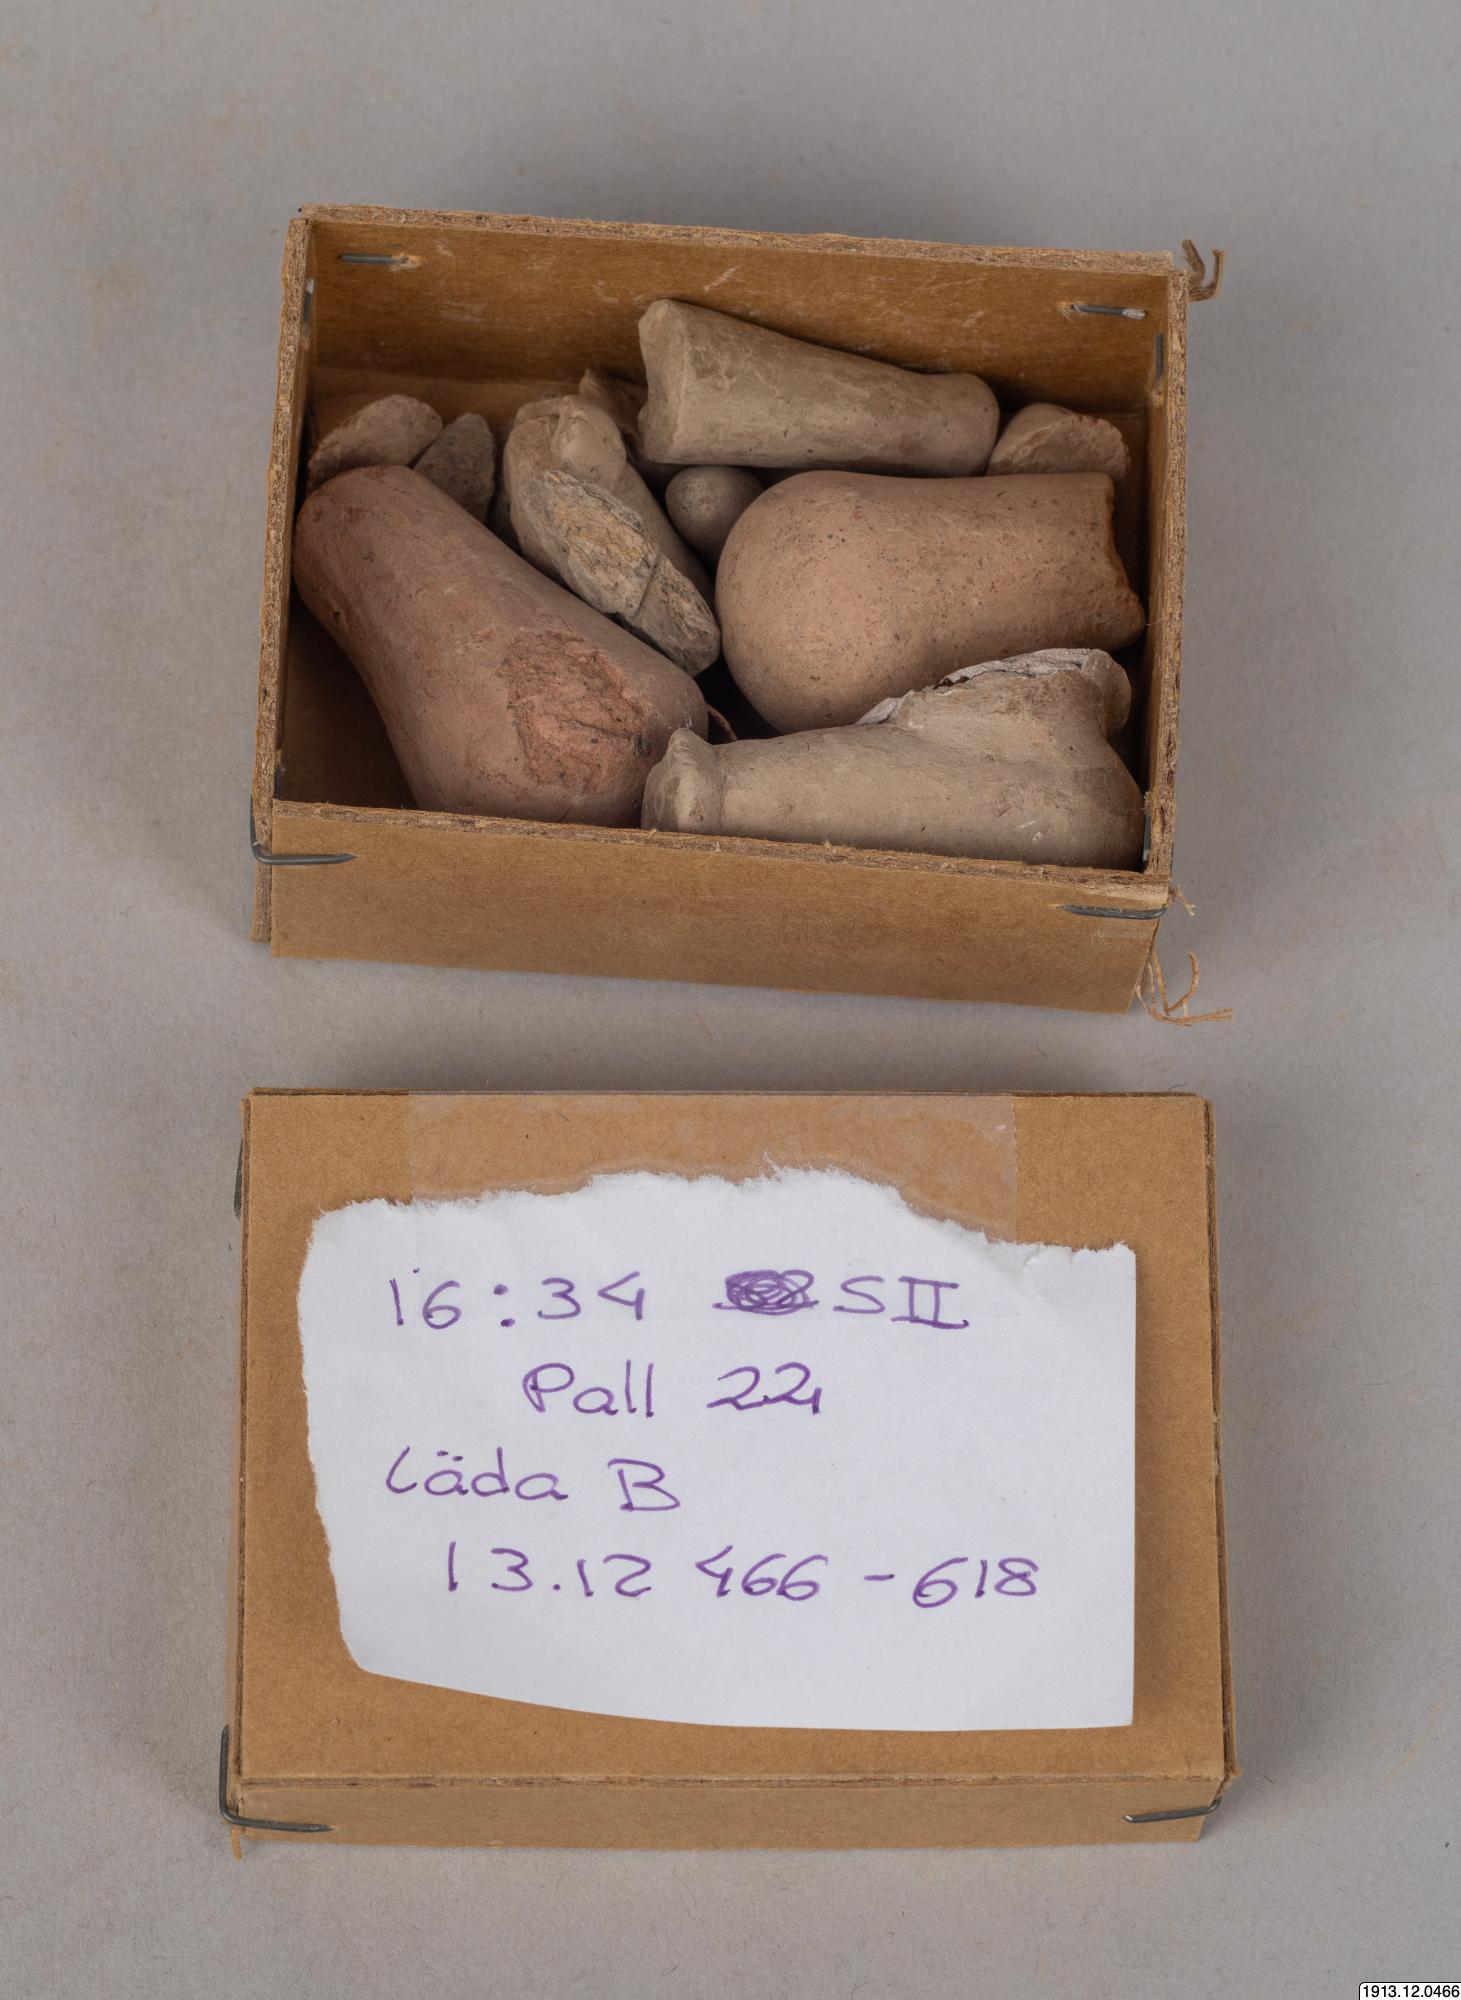 16:34 SII
Pall 22
Läda B
13.12 466-618
1913.12.0466